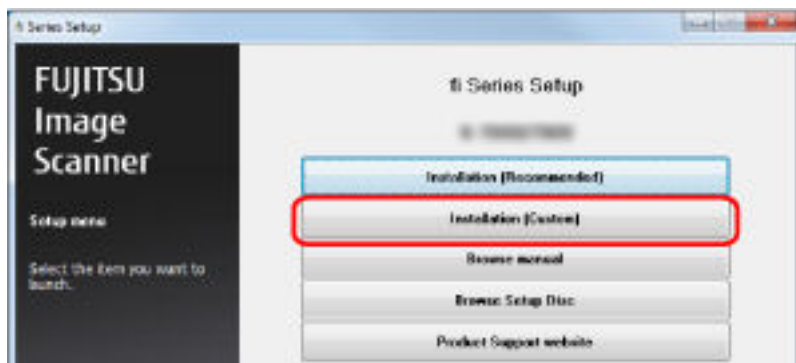 fi Series Setup
FUJITSU
Image
Scanner
Setup menu
Select the item you want to
launch.
fi Series Setup
Installation (Recommended)
Installation (Custom)
Browse manual
Browse Setup Disc
Product Support website